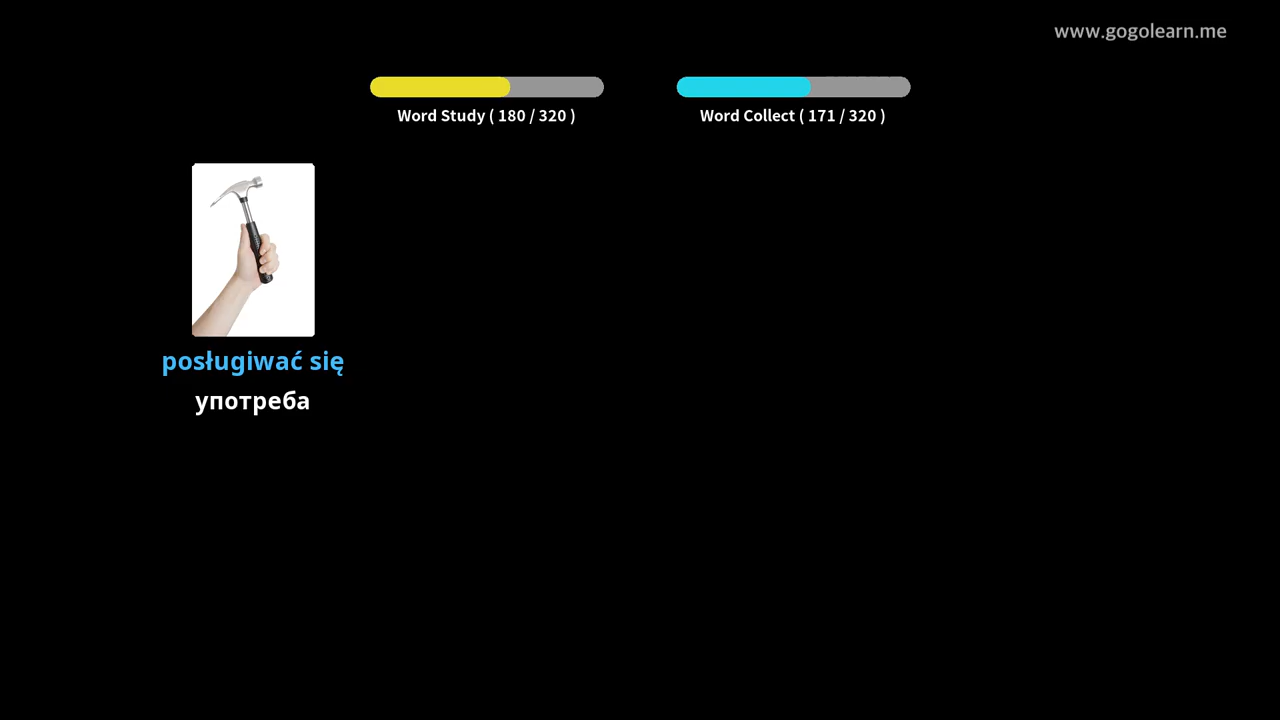 www.gogolearn.me
Word Study ( 180 / 320 )
Word Collect ( 171 / 320 )
posługiwać się
употреба